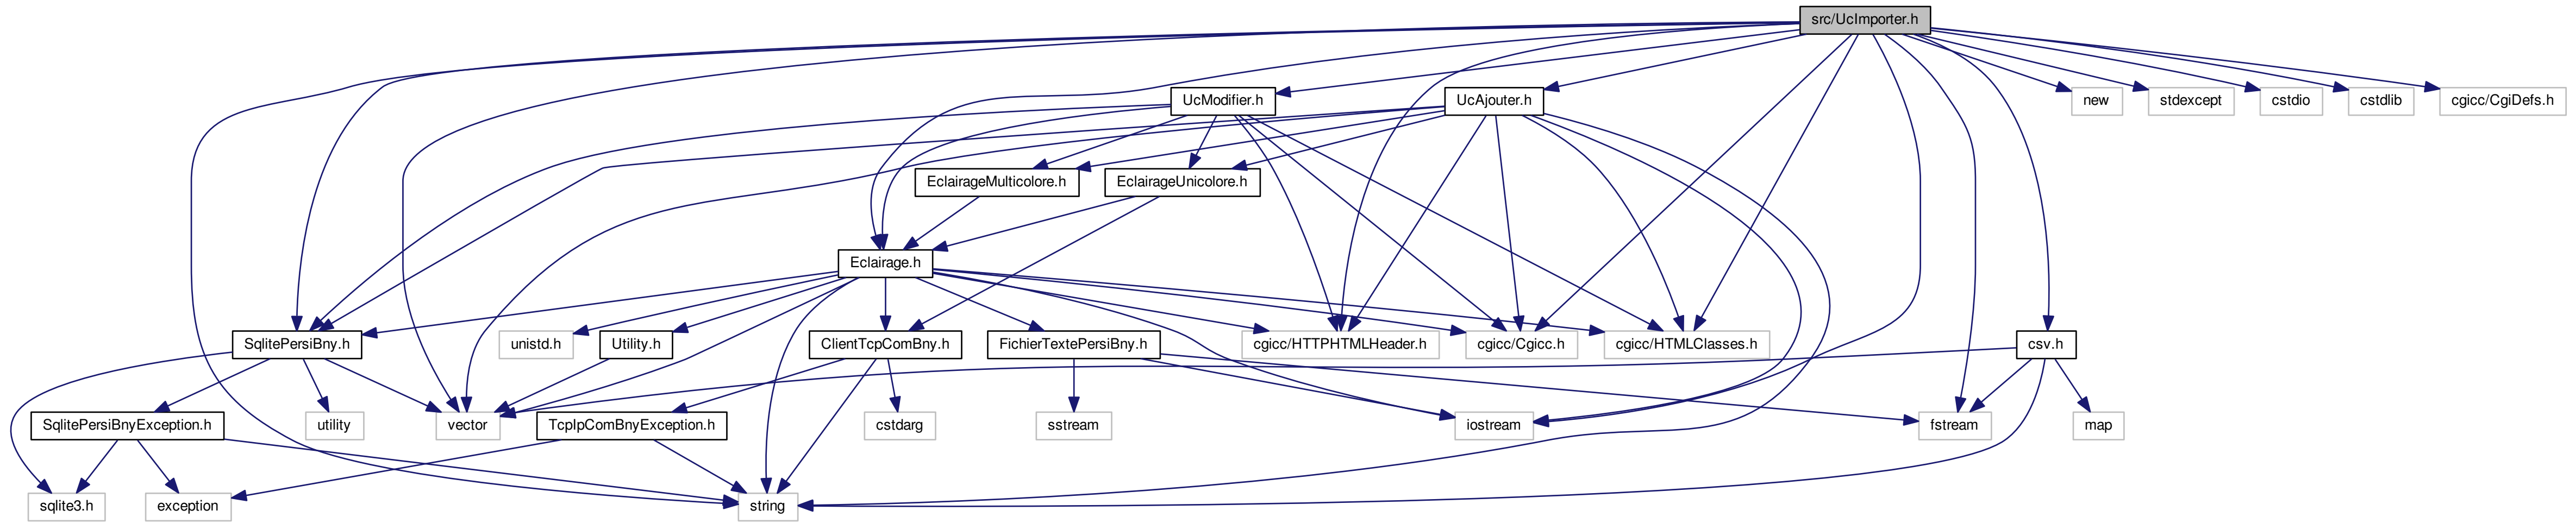 src/UcImporter.h
UcModifier.h
UcAjouter.h
new
stdexcept
cstdio
cstdlib
cgicc/CgiDefs.h
EclairageMulticolore.h
EclairageUnicolore.h
Eclairage.h
SqlitePersiBny.h
unistd.h
Utility.h
ClientTcpComBny.h
FichierTextePersiBny.h
cgicc/HTTPHTMLHeader.h
cgicc/Cgicc.h
cgicc/HTMLClasses.h
csv.h
SqlitePersiBnyException.h
utility
vector
TcpIpComBnyException.h
cstdarg
sstream
iostream
fstream
map
sqlite3.h
exception
string